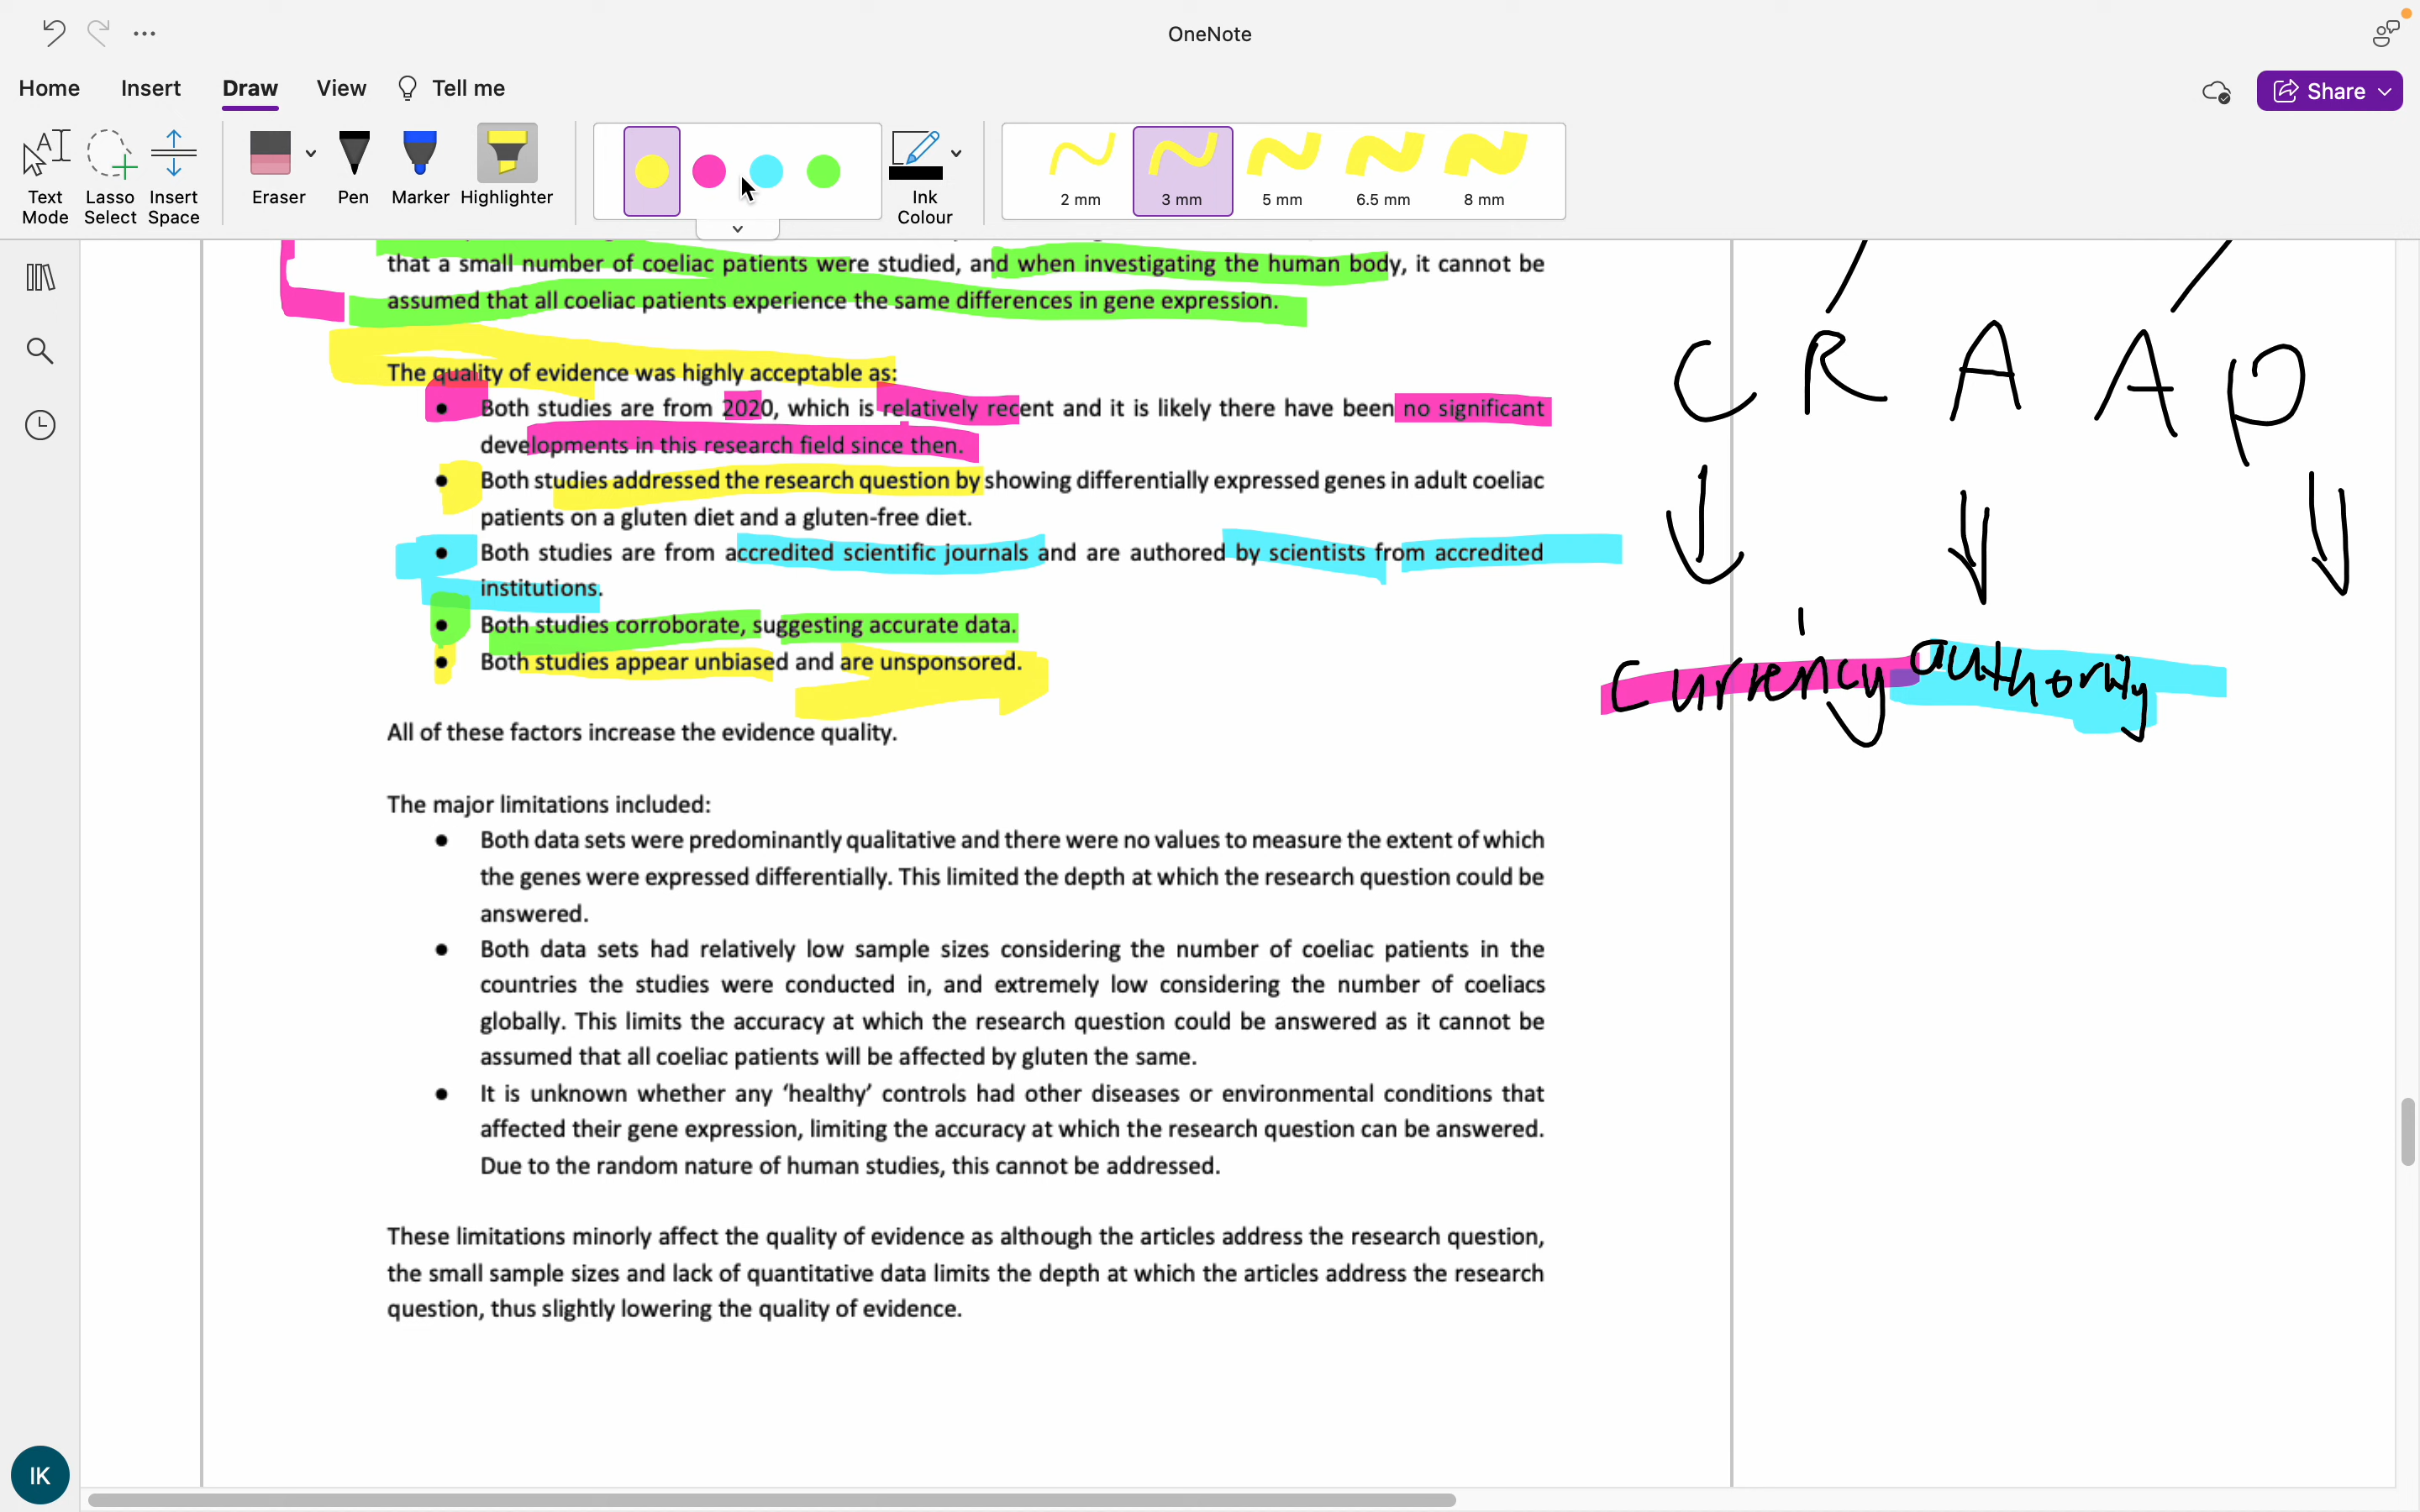 OneNote
Home Insert Draw View Tell me
Share
Text Mode
Lasso Select
Insert Space
Eraser
Pen
Marker
Highlighter
Ink Colour
2 mm
3 mm
5 mm
6.5 mm
8 mm
that a small number of coeliac patients were studied, and when investigating the human body, it cannot be
assumed that all coeliac patients experience the same differences in gene expression.
The quality of evidence was highly acceptable as:
● Both studies are from 2020, which is relatively recent and it is likely there have been no significant
developments in this research field since then.
● Both studies addressed the research question by showing differentially expressed genes in adult coeliac
patients on a gluten diet and a gluten-free diet.
● Both studies are from accredited scientific journals and are authored by scientists from accredited
institutions.
● Both studies corroborate, suggesting accurate data.
● Both studies appear unbiased and are unsponsored.
All of these factors increase the evidence quality.
The major limitations included:
● Both data sets were predominantly qualitative and there were no values to measure the extent of which
the genes were expressed differentially. This limited the depth at which the research question could be
answered.
● Both data sets had relatively low sample sizes considering the number of coeliac patients in the
countries the studies were conducted in, and extremely low considering the number of coeliacs
globally. This limits the accuracy at which the research question could be answered as it cannot be
assumed that all coeliac patients will be affected by gluten the same.
● It is unknown whether any ‘healthy’ controls had other diseases or environmental conditions that
affected their gene expression, limiting the accuracy at which the research question can be answered.
Due to the random nature of human studies, this cannot be addressed.
These limitations minorly affect the quality of evidence as although the articles address the research question,
the small sample sizes and lack of quantitative data limits the depth at which the articles address the research
question, thus slightly lowering the quality of evidence.
C R A A P
Currency authority
IK